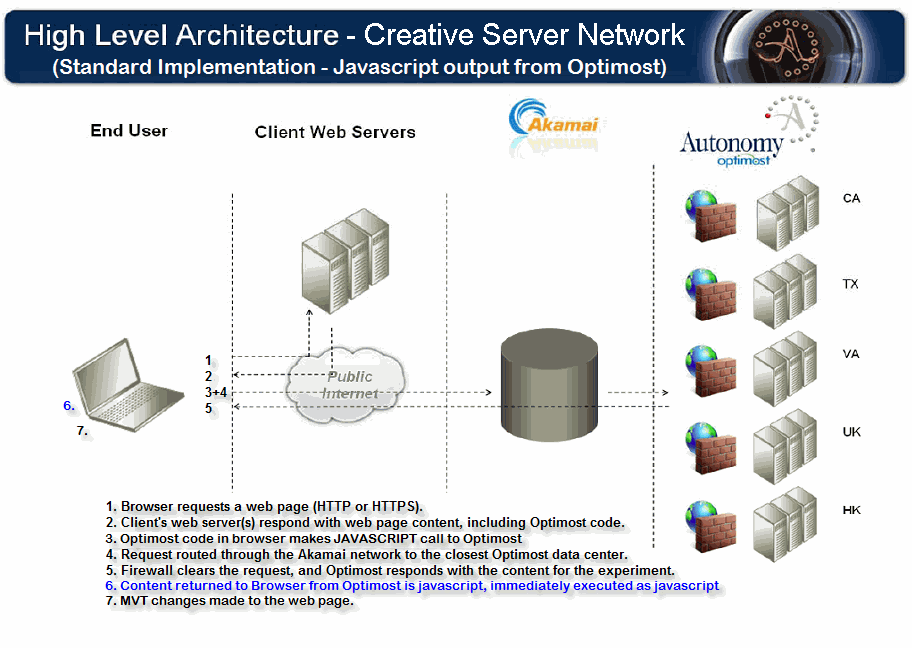 High Level Architecture - Creative Server Network
(Standard Implementation - Javascript output from Optimost)
End User
Client Web Servers
Akamai
Autonomy
optimost
CA
TX
VA
UK
HK
1
2
3+4
5
Public
Internet
6.
7.
1. Browser requests a web page (HTTP or HTTPS).
2. Client's web server(s) respond with web page content, including Optimost code.
3. Optimost code in browser makes JAVASCRIPT call to Optimost
4. Request routed through the Akamai network to the closest Optimost data center.
5. Firewall clears the request, and Optimost responds with the content for the experiment.
6. Content returned to Browser from Optimost is javascript, immediately executed as javascript
7. MVT changes made to the web page.